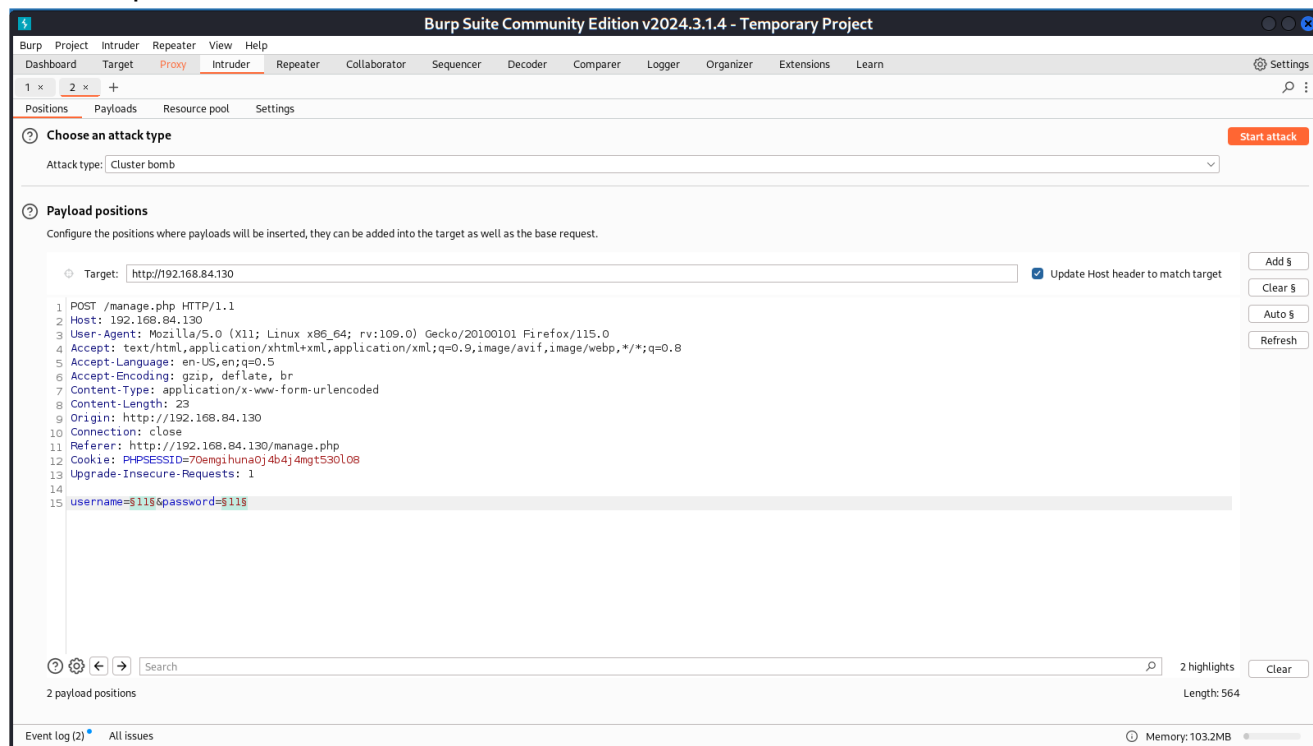 Burp Suite Community Edition v2024.3.1.4 - Temporary Project
Burp Project Intruder Repeater View Help
Dashboard Target Proxy Intruder Repeater Collaborator Sequencer Decoder Comparer Logger Organizer Extensions Learn Settings
1 × 2 × +
Positions Payloads Resource pool Settings
Choose an attack type
Start attack
Attack type: Cluster bomb
Payload positions
Configure the positions where payloads will be inserted, they can be added into the target as well as the base request.
Target: http://192.168.84.130 Update Host header to match target
Add §
Clear §
Auto §
Refresh
1 POST /manage.php HTTP/1.1
2 Host: 192.168.84.130
3 User-Agent: Mozilla/5.0 (X11; Linux x86_64; rv:109.0) Gecko/20100101 Firefox/115.0
4 Accept: text/html,application/xhtml+xml,application/xml;q=0.9,image/avif,image/webp,*/*;q=0.8
5 Accept-Language: en-US,en;q=0.5
6 Accept-Encoding: gzip, deflate, br
7 Content-Type: application/x-www-form-urlencoded
8 Content-Length: 23
9 Origin: http://192.168.84.130
10 Connection: close
11 Referer: http://192.168.84.130/manage.php
12 Cookie: PHPSESSID=70emgihuna0j4b4j4mgt530l08
13 Upgrade-Insecure-Requests: 1
14
15 username=§11§&password=§11§
Search 2 highlights Clear
2 payload positions Length: 564
Event log (2) All issues Memory: 103.2MB